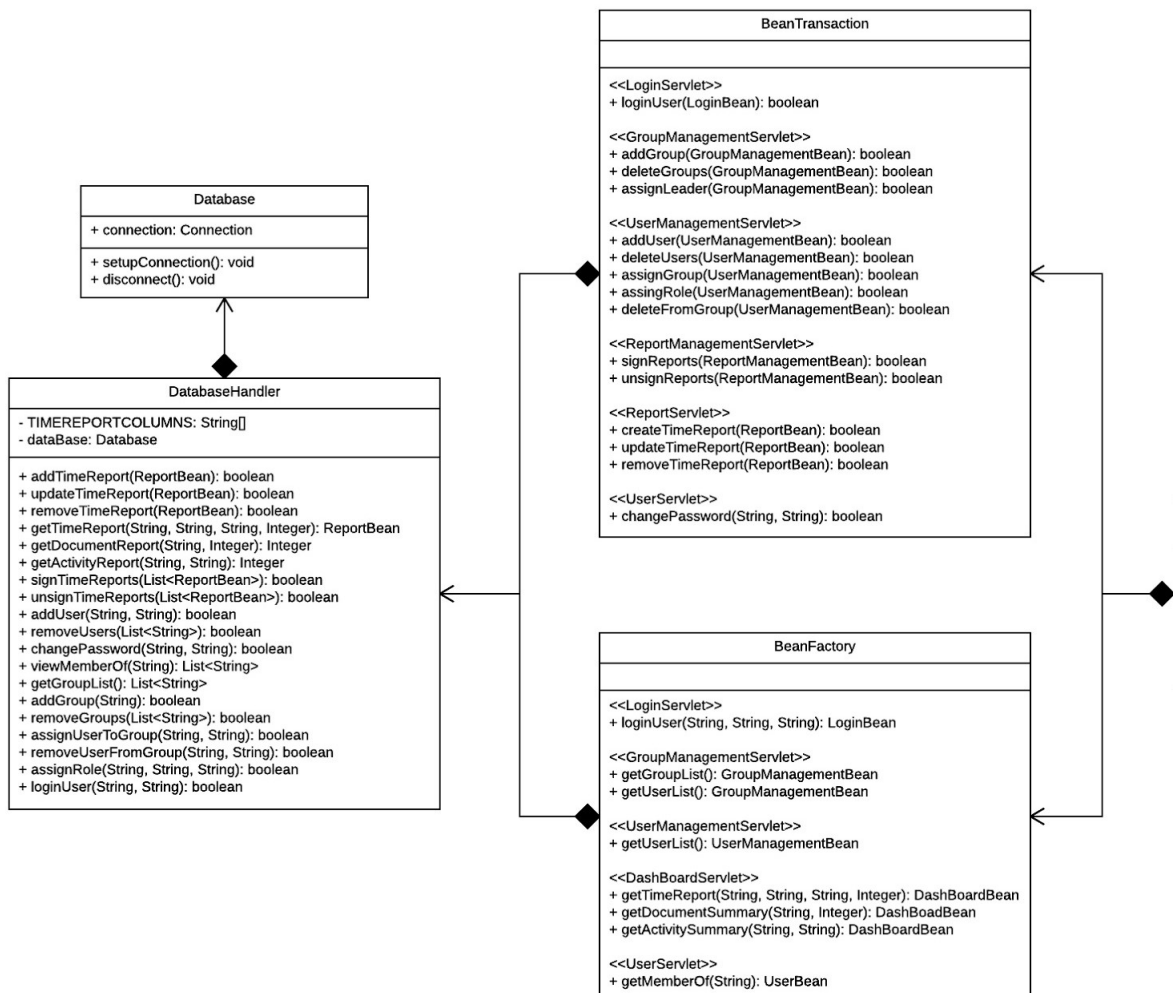 BeanTransaction
<<LoginServlet>>
+ loginUser(LoginBean): boolean
<<GroupManagementServlet>>
+ addGroup(GroupManagementBean): boolean
+ deleteGroups(GroupManagementBean): boolean
+ assignLeader(GroupManagementBean): boolean
<<UserManagementServlet>>
+ addUser(UserManagementBean): boolean
+ deleteUsers(UserManagementBean): boolean
+ assignGroup(UserManagementBean): boolean
+ assingRole(UserManagementBean): boolean
+ deleteFromGroup(UserManagementBean): boolean
<<ReportManagementServlet>>
+ signReports(ReportManagementBean): boolean
+ unsignReports(ReportManagementBean): boolean
<<ReportServlet>>
+ createTimeReport(ReportBean): boolean
+ updateTimeReport(ReportBean): boolean
+ removeTimeReport(ReportBean): boolean
<<UserServlet>>
+ changePassword(String, String): boolean
Database
+ connection: Connection
+ setupConnection(): void
+ disconnect(): void
DatabaseHandler
- TIMEREPORTCOLUMNS: String[]
- dataBase: Database
+ addTimeReport(ReportBean): boolean
+ updateTimeReport(ReportBean): boolean
+ removeTimeReport(ReportBean): boolean
+ getTimeReport(String, String, String, Integer): ReportBean
+ getDocumentReport(String, Integer): Integer
+ getActivityReport(String, String): Integer
+ signTimeReports(List<ReportBean>): boolean
+ unsignTimeReports(List<ReportBean>): boolean
+ addUser(String, String): boolean
+ removeUsers(List<String>): boolean
+ changePassword(String, String): boolean
+ viewMemberOf(String): List<String>
+ getGroupList(): List<String>
+ addGroup(String): boolean
+ removeGroups(List<String>): boolean
+ assignUserToGroup(String, String): boolean
+ removeUserFromGroup(String, String): boolean
+ assignRole(String, String, String): boolean
+ loginUser(String, String): boolean
BeanFactory
<<LoginServlet>>
+ loginUser(String, String, String): LoginBean
<<GroupManagementServlet>>
+ getGroupList(): GroupManagementBean
+ getUserList(): GroupManagementBean
<<UserManagementServlet>>
+ getUserList(): UserManagementBean
<<DashBoardServlet>>
+ getTimeReport(String, String, String, Integer): DashBoardBean
+ getDocumentSummary(String, Integer): DashBoadBean
+ getActivitySummary(String, String): DashBoardBean
<<UserServlet>>
+ getMemberOf(String): UserBean